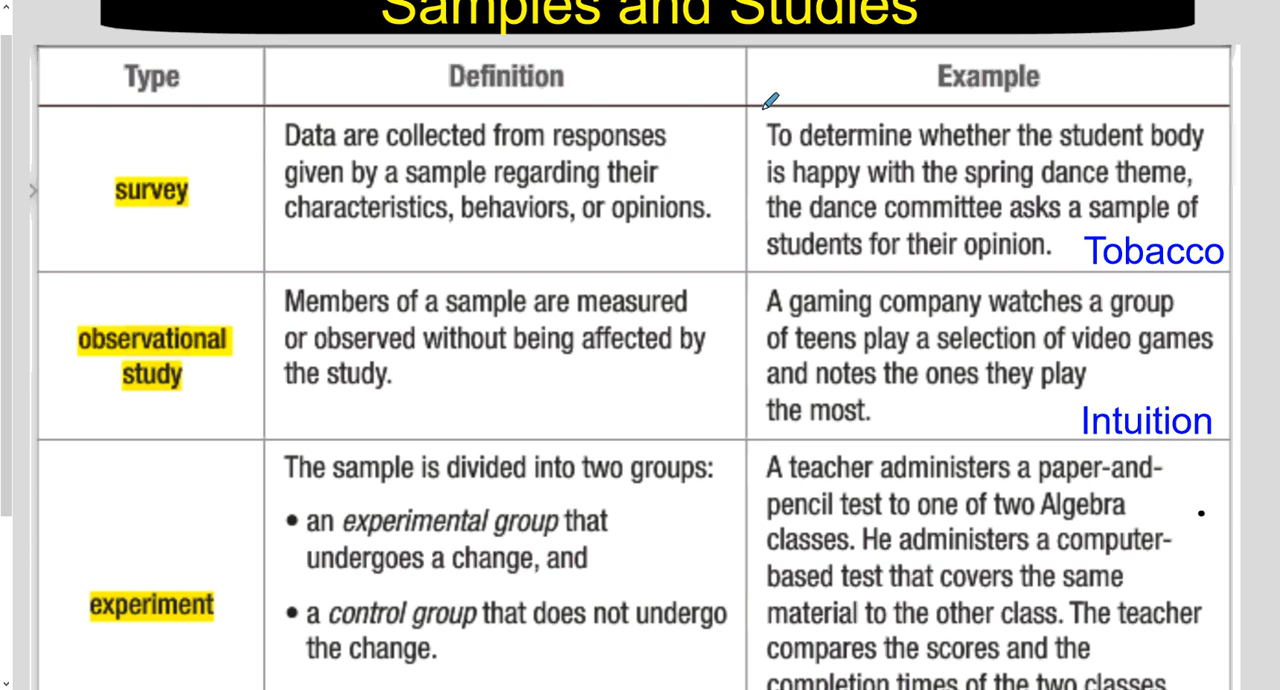 Samples and Studies
Type
Definition
Example
survey
Data are collected from responses
given by a sample regarding their
characteristics, behaviors, or opinions.
To determine whether the student body
is happy with the spring dance theme,
the dance committee asks a sample of
students for their opinion.
Tobacco
observational
study
Members of a sample are measured
or observed without being affected by
the study.
A gaming company watches a group
of teens play a selection of video games
and notes the ones they play
the most.
Intuition
experiment
The sample is divided into two groups:
• an experimental group that
undergoes a change, and
• a control group that does not undergo
the change.
A teacher administers a paper-and-
pencil test to one of two Algebra
classes. He administers a computer-
based test that covers the same
material to the other class. The teacher
compares the scores and the
completion times of the two classes